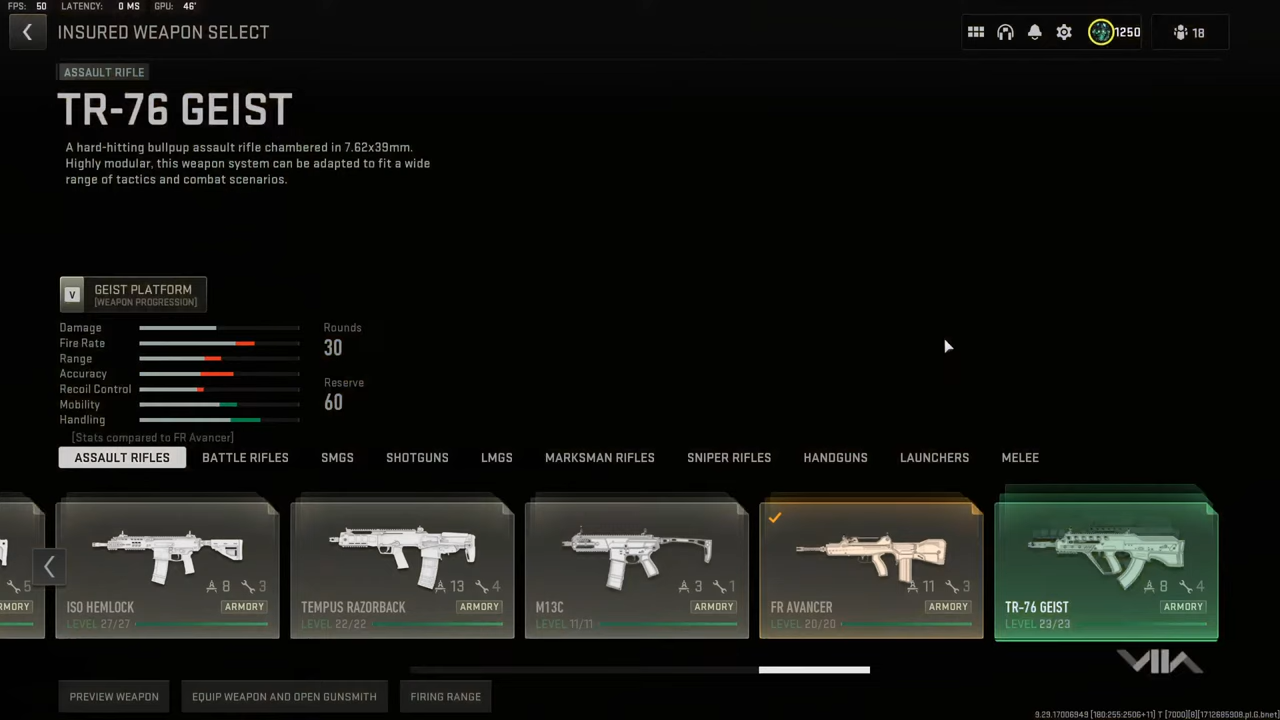 FPS: 50 LATENCY: 0 MS GPU: 46°
INSURED WEAPON SELECT
1250
18
ASSAULT RIFLE
TR-76 GEIST
A hard-hitting bullpup assault rifle chambered in 7.62x39mm.
Highly modular, this weapon system can be adapted to fit a wide
range of tactics and combat scenarios.
V GEIST PLATFORM
[WEAPON PROGRESSION]
Damage
Fire Rate
Range
Accuracy
Recoil Control
Mobility
Handling
Rounds
30
Reserve
60
[Stats compared to FR Avancer]
ASSAULT RIFLES BATTLE RIFLES SMGS SHOTGUNS LMGS MARKSMAN RIFLES SNIPER RIFLES HANDGUNS LAUNCHERS MELEE
5 8 3 13 4 3 1 11 3 8 4
ARMORY ISO HEMLOCK ARMORY TEMPUS RAZORBACK ARMORY M13C ARMORY FR AVANCER ARMORY TR-76 GEIST ARMORY
LEVEL 27/27 LEVEL 22/22 LEVEL 11/11 LEVEL 20/20 LEVEL 23/23
PREVIEW WEAPON EQUIP WEAPON AND OPEN GUNSMITH FIRING RANGE